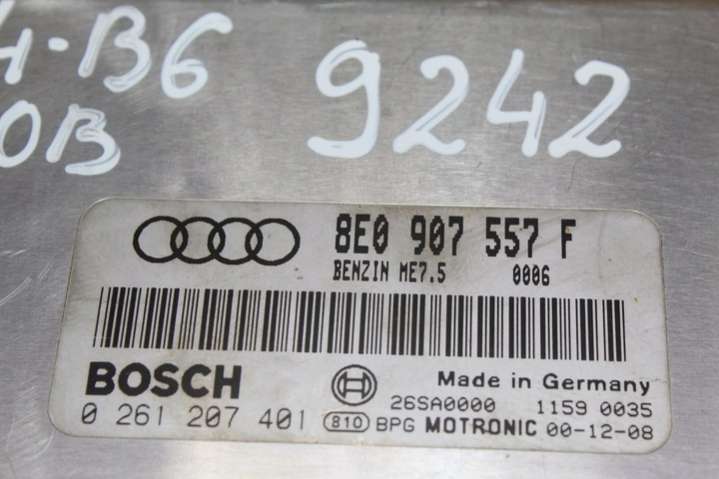 4-B6
0B
9242
8E0 907 557 F
BENZIN ME7.5 0006
BOSCH
Made in Germany
26SA0000 1159 0035
0 261 207 401 810 BPG MOTRONIC 00-12-08